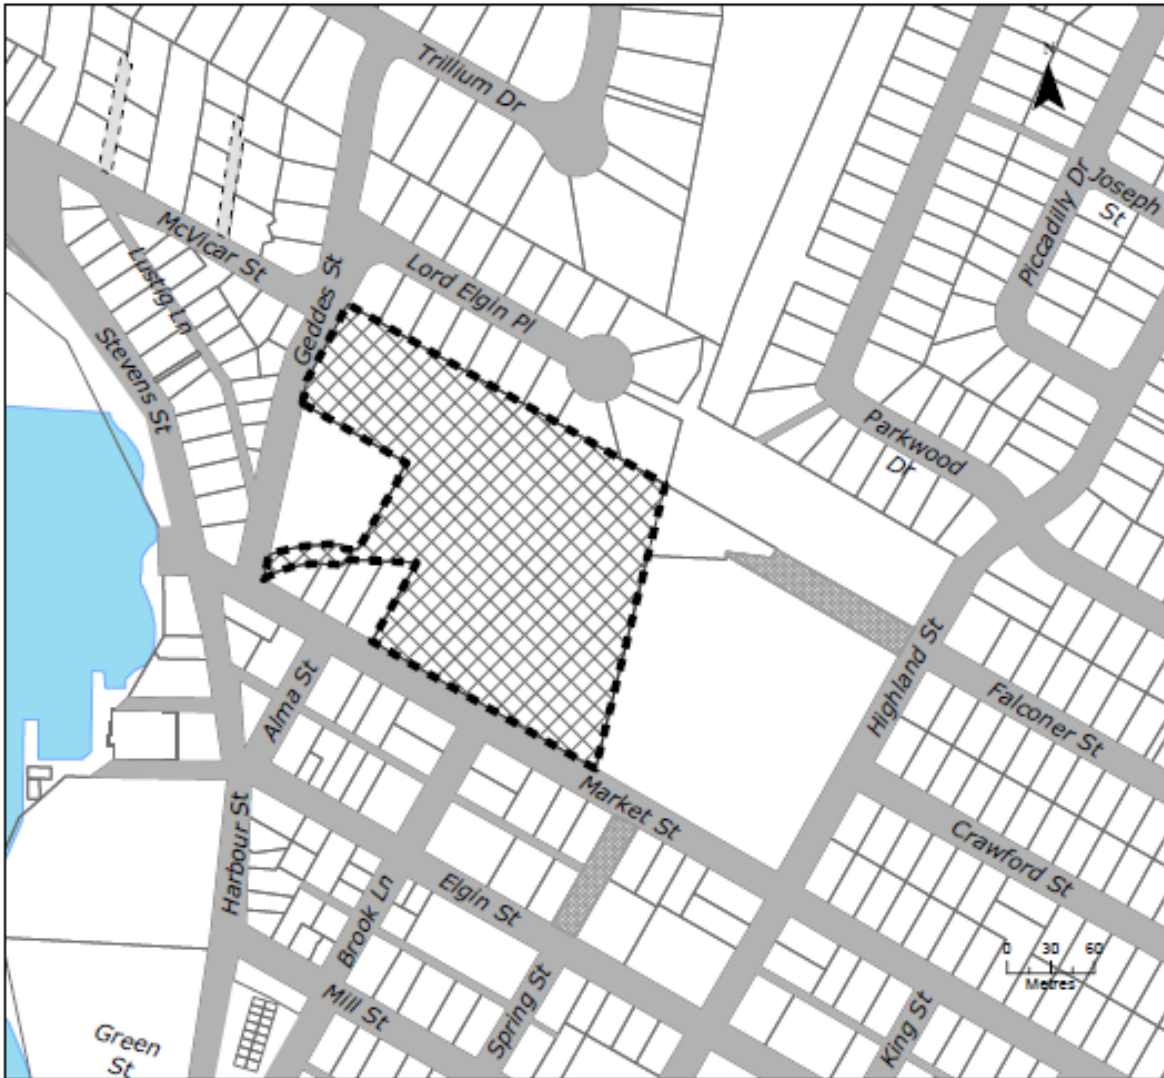 Trillium Dr
N
Joseph
St
Piccadilly Dr
McVicar St
Lustig Ln
Geddes St
Lord Elgin Pl
Stevens St
Parkwood
Dr
Highland St
Falconer St
Alma St
Market St
Crawford St
Harbour St
Brook Ln
Elgin St
0 30 60
Metres
Spring St
King St
Mill St
Green
St